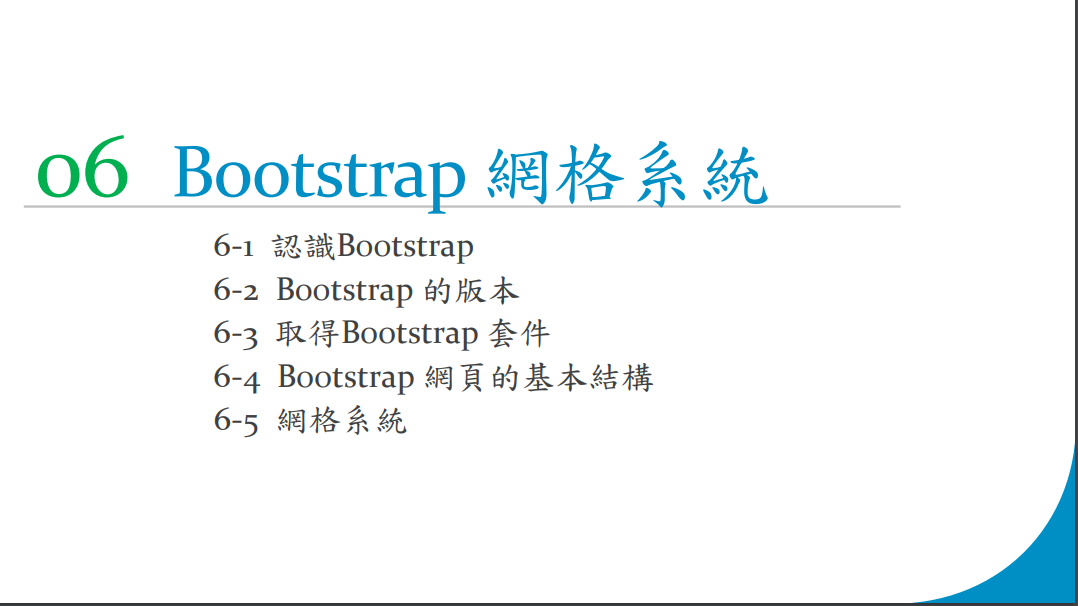 06 Bootstrap 網格系統
6-1 認識Bootstrap
6-2 Bootstrap 的版本
6-3 取得Bootstrap 套件
6-4 Bootstrap 網頁的基本結構
6-5 網格系統